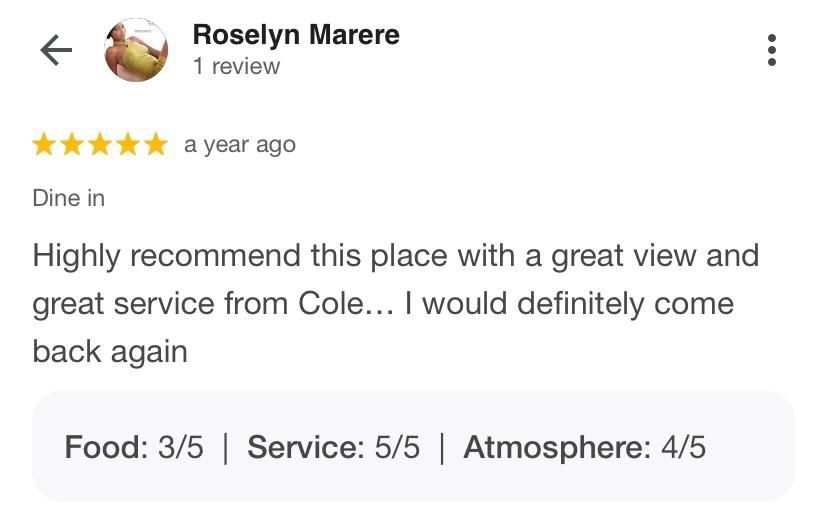 Roselyn Marere
1 review
a year ago
Dine in
Highly recommend this place with a great view and
great service from Cole... I would definitely come
back again
Food: 3/5 | Service: 5/5 | Atmosphere: 4/5